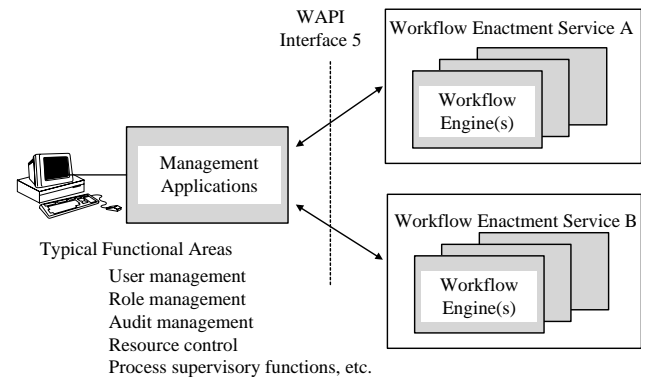 WAPI
Interface 5
Workflow Enactment Service A
Workflow
Engine(s)
Management
Applications
Workflow Enactment Service B
Workflow
Engine(s)
Typical Functional Areas
User management
Role management
Audit management
Resource control
Process supervisory functions, etc.